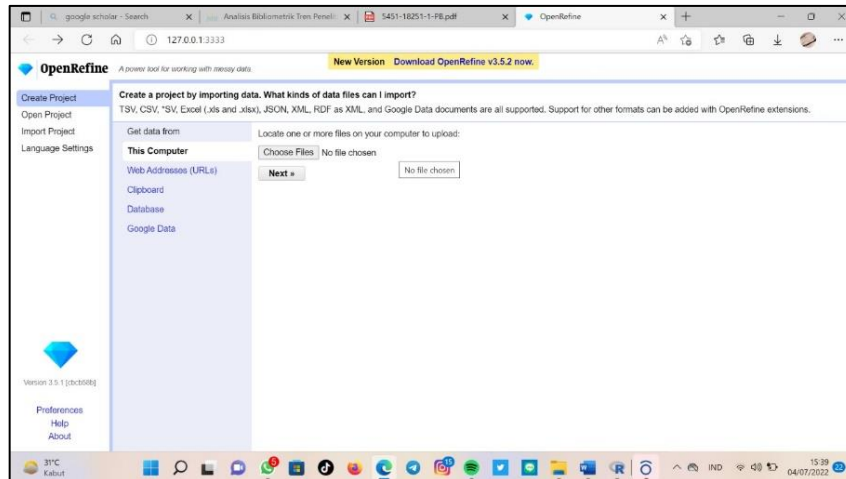 google scholar - Search
Analisis Bibliometrik Tren Peneliti
5451-18251-1-PB.pdf
OpenRefine
127.0.0.1:3333
OpenRefine A power tool for working with messy data.
New Version Download OpenRefine v3.5.2 now.
Create Project
Open Project
Import Project
Language Settings
Create a project by importing data. What kinds of data files can I import?
TSV, CSV, *SV, Excel (.xls and .xlsx), JSON, XML, RDF as XML, and Google Data documents are all supported. Support for other formats can be added with OpenRefine extensions.
Get data from
This Computer
Web Addresses (URLs)
Clipboard
Database
Google Data
Locate one or more files on your computer to upload:
Choose Files No file chosen
No file chosen
Next »
Version 3.5.1
Preferences
Help
About
31°C
Kabut
IND
15:39
04/07/2022